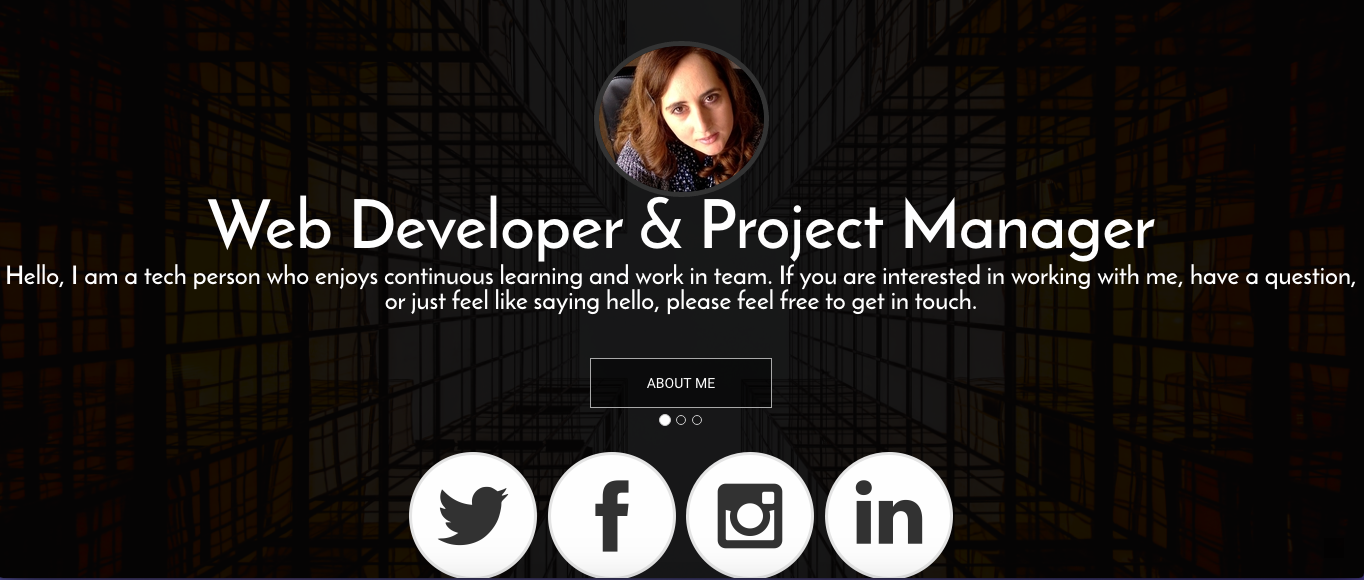 Web Developer & Project Manager
Hello, I am a tech person who enjoys continuous learning and work in team. If you are interested in working with me, have a question,
or just feel like saying hello, please feel free to get in touch.
ABOUT ME